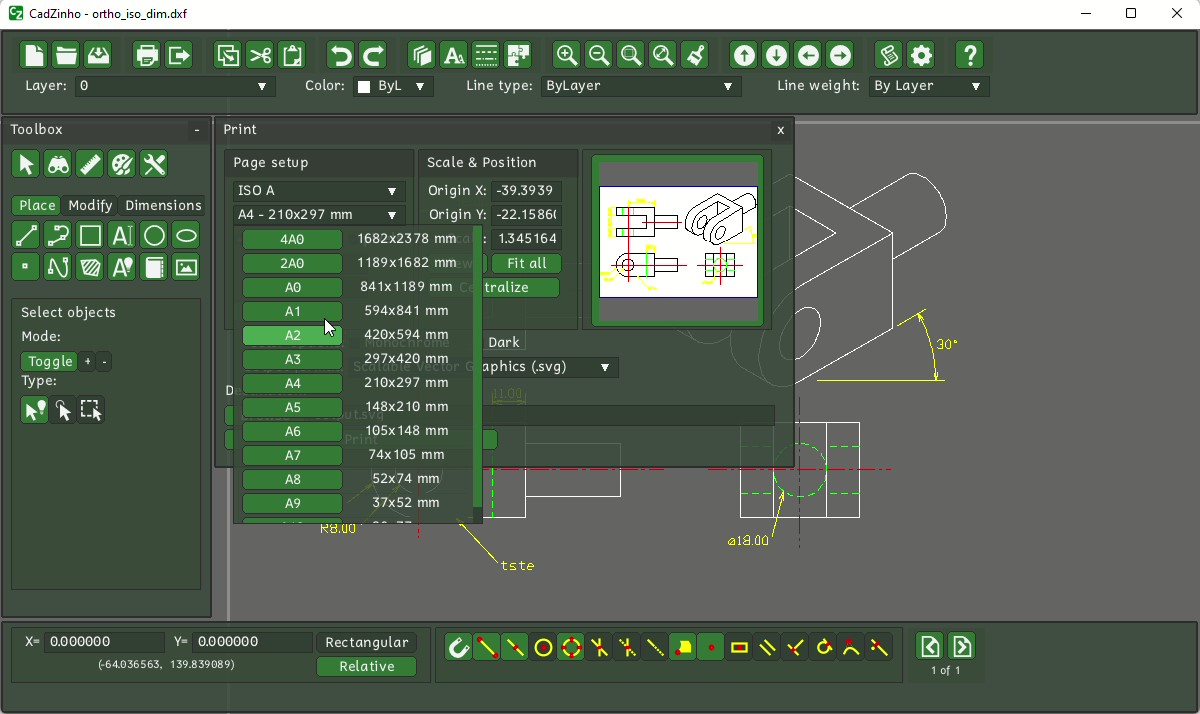 CadZinho - ortho_iso_dim.dxf
Layer: 0 Color: ByL Line type: ByLayer Line weight: By Layer
Toolbox -
Place Modify Dimensions
Select objects
Mode:
Toggle + -
Type:
Print x
Page setup
ISO A
A4 - 210x297 mm
4A0 1682x2378 mm
2A0 1189x1682 mm
A0 841x1189 mm
A1 594x841 mm
A2 420x594 mm
A3 297x420 mm
A4 210x297 mm
A5 148x210 mm
A6 105x148 mm
A7 74x105 mm
A8 52x74 mm
A9 37x52 mm
Scale & Position
Origin X: -39.3939
Origin Y: -22.1586
: 1.345164
Fit all
Centralize
Monochrome Dark
Scalable Vector Graphics (.svg)
Print
11.00
30°
R8.00
tste
⌀18.00
X= 0.000000 Y= 0.000000 Rectangular
(-64.036563, 139.839089) Relative
1 of 1